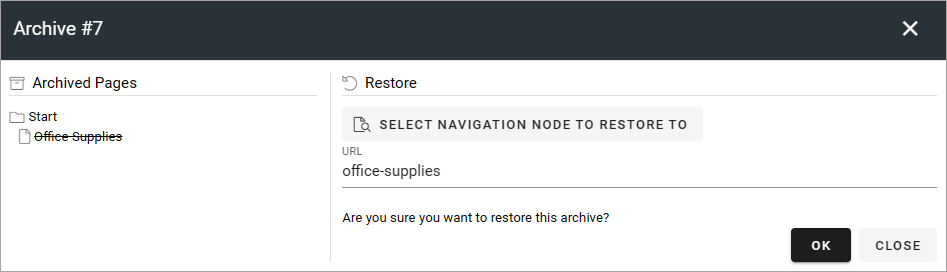 Archive #7
Archived Pages
Start
Office Supplies
Restore
SELECT NAVIGATION NODE TO RESTORE TO
URL
office-supplies
Are you sure you want to restore this archive?
OK
CLOSE